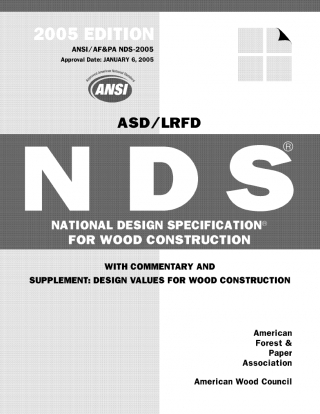 2005 EDITION
ANSI/AF&PA NDS-2005
Approval Date: JANUARY 6, 2005
ANSI
ASD/LRFD
NDS®
NATIONAL DESIGN SPECIFICATION®
FOR WOOD CONSTRUCTION
WITH COMMENTARY AND
SUPPLEMENT: DESIGN VALUES FOR WOOD CONSTRUCTION
American
Forest &
Paper
Association
American Wood Council